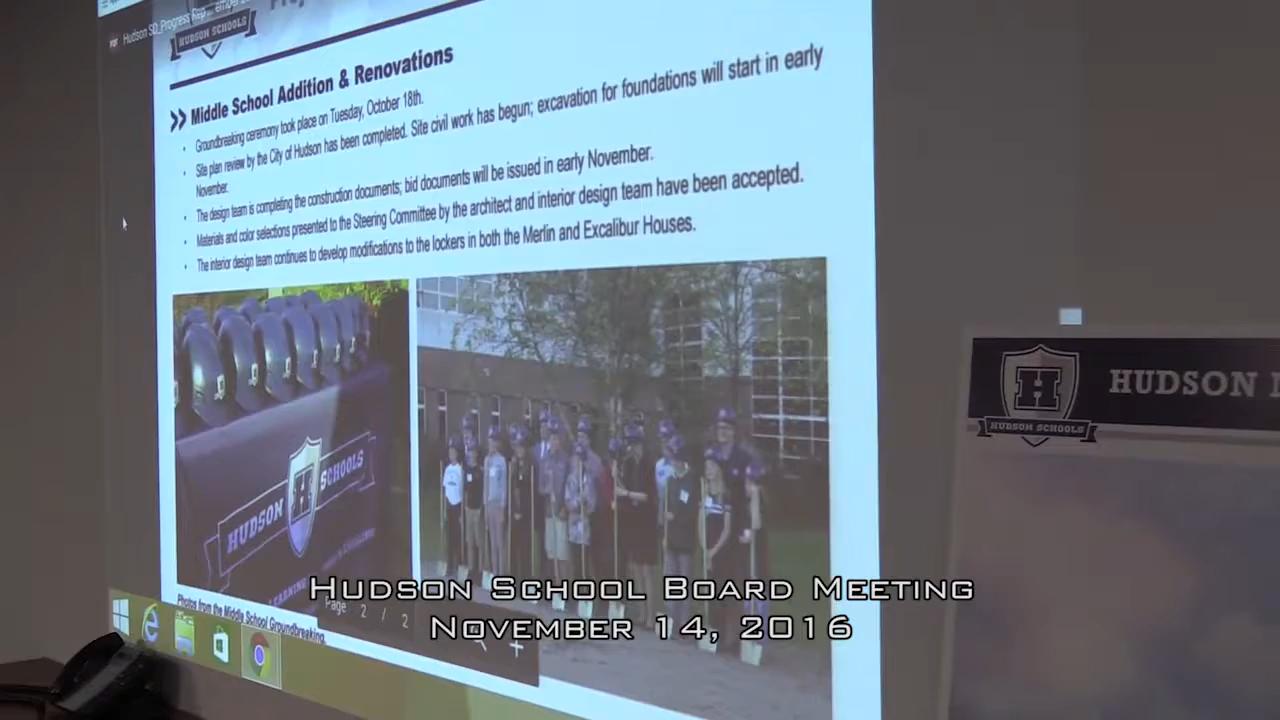 Hudson SD_Progress Rep... ember 20
HUDSON SCHOOLS
Middle School Addition & Renovations
Groundbreaking ceremony took place on Tuesday, October 18th.
Site plan review by the City of Hudson has been completed. Site civil work has begun; excavation for foundations will start in early
November.
The design team is completing the construction documents; bid documents will be issued in early November.
Materials and color selections presented to the Steering Committee by the architect and interior design team have been accepted.
The interior design team continues to develop modifications to the lockers in both the Merlin and Excalibur Houses.
HUDSON H SCHOOLS
LEARNING
Photos from the Middle School Groundbreaking.
Page 2 / 2
H
HUDSON SCHOOLS
HUDSON
HUDSON SCHOOL BOARD MEETING
NOVEMBER 14, 2016